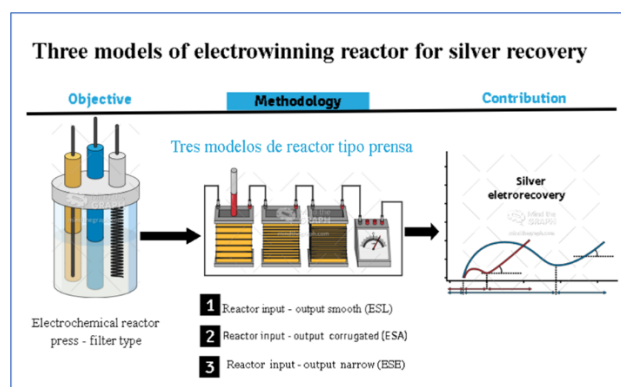 Three models of electrowinning reactor for silver recovery
Objective
Methodology
Contribution
Tres modelos de reactor tipo prensa
Silver
eletrorecovery
Electrochemical reactor
press - filter type
1 Reactor input - output smooth (ESL)
2 Reactor input - output corrugated (ESA)
3 Reactor input - output narrow (ESE)